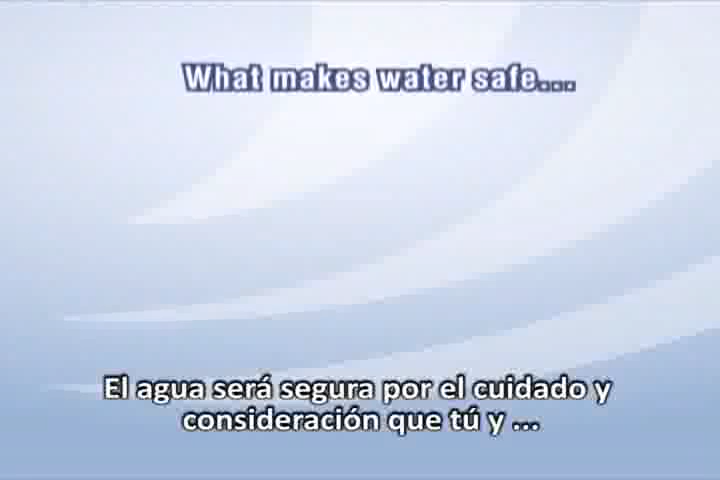 What makes water safe....
El agua será segura por el cuidado y
consideración que tú y ...